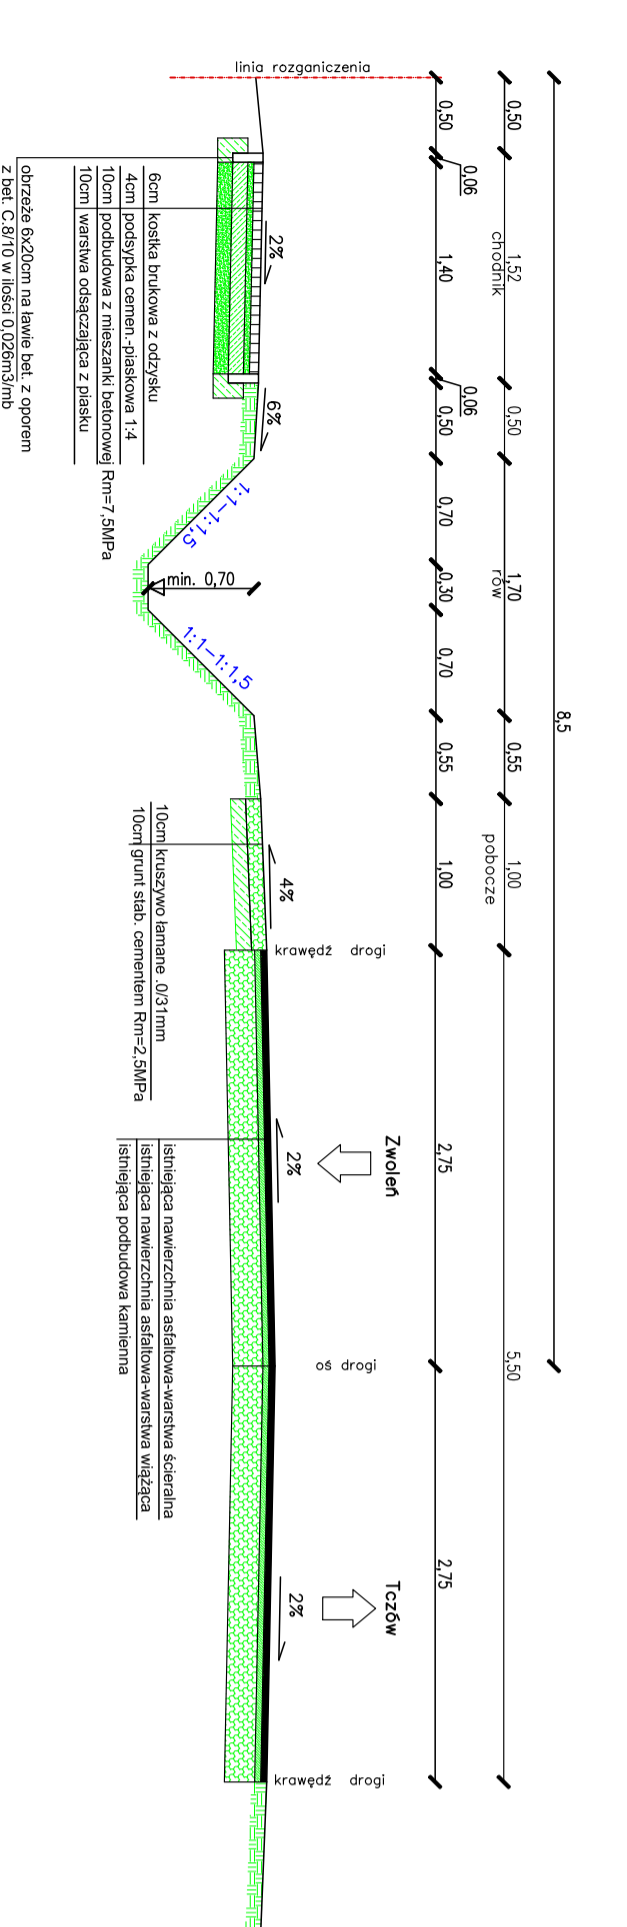 8,5
0,50
1,52
chodnik
0,50
1,70
rów
0,55
1,00
pobocze
5,50
0,50
0,06
1,40
0,06
0,50
0,70
0,30
0,70
0,55
1,00
2,75
2,75
linia rozganiczenia
krawędź drogi
Zwoleń
oś drogi
Tczów
krawędź drogi
2%
6%
1:1–1:1,5
min. 0,70
1:1–1:1,5
4%
2%
2%
6cm kostka brukowa z odzysku
4cm podsypka cemen.-piaskowa 1:4
10cm podbudowa z mieszanki betonowej Rm=7,5MPa
10cm warstwa odsączająca z piasku
obrzeże 6x20cm na ławie bet. z oporem
z bet. C.8/10 w ilości 0,026m3/mb
10cm kruszywo łamane .0/31mm
10cm grunt stab. cementem Rm=2,5MPa
istniejąca nawierzchnia asfaltowa-warstwa ścieralna
istniejąca nawierzchnia asfaltowa-warstwa wiążąca
istniejąca podbudowa kamienna